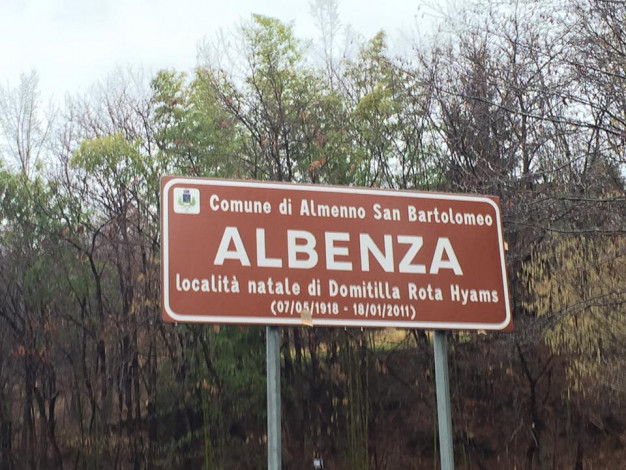 Comune di Almenno San Bartolomeo
ALBENZA
località natale di Domitilla Rota Hyams
(07/05/1918 - 18/01/2011)